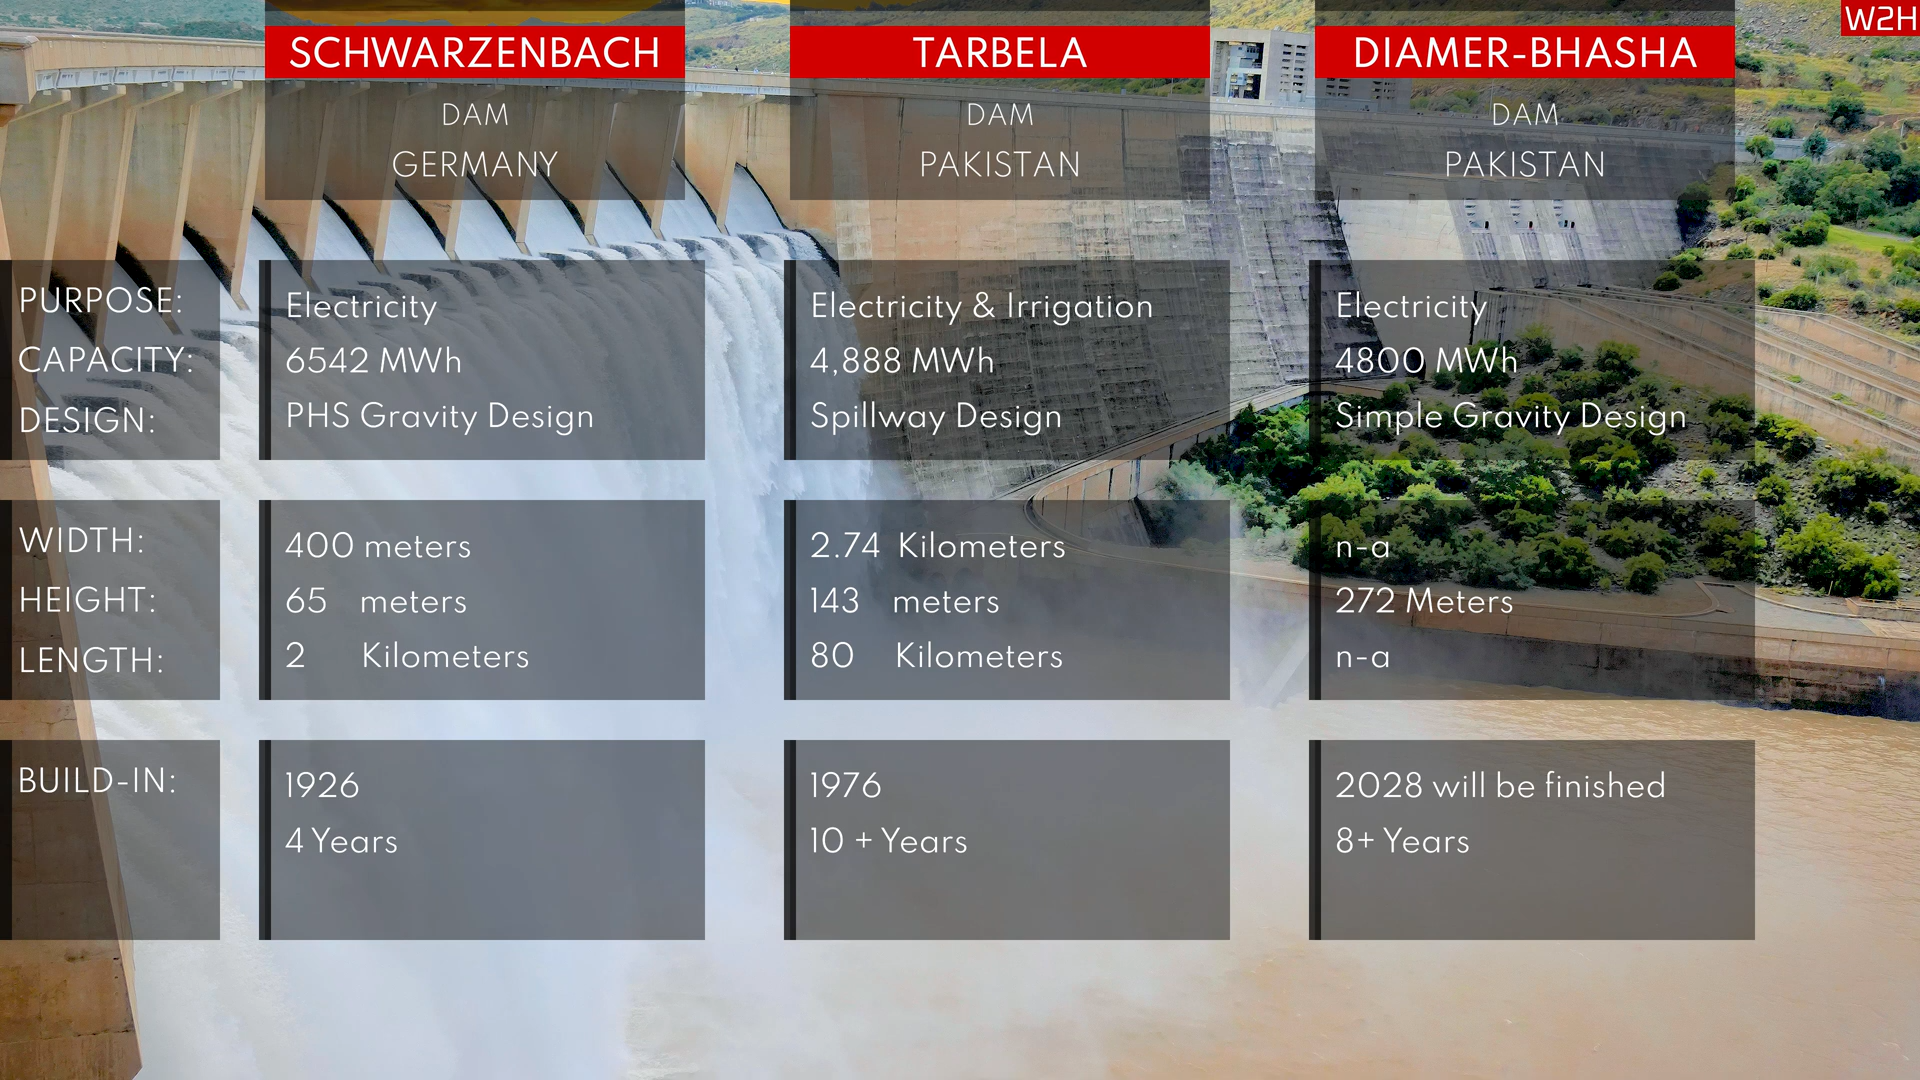 W2H
SCHWARZENBACH
DAM
GERMANY
TARBELA
DAM
PAKISTAN
DIAMER-BHASHA
DAM
PAKISTAN
PURPOSE:
CAPACITY:
DESIGN:
Electricity
6542 MWh
PHS Gravity Design
Electricity & Irrigation
4,888 MWh
Spillway Design
Electricity
4800 MWh
Simple Gravity Design
WIDTH:
HEIGHT:
LENGTH:
400 meters
65 meters
2 Kilometers
2.74 Kilometers
143 meters
80 Kilometers
n-a
272 Meters
n-a
BUILD-IN:
1926
4 Years
1976
10 + Years
2028 will be finished
8+ Years